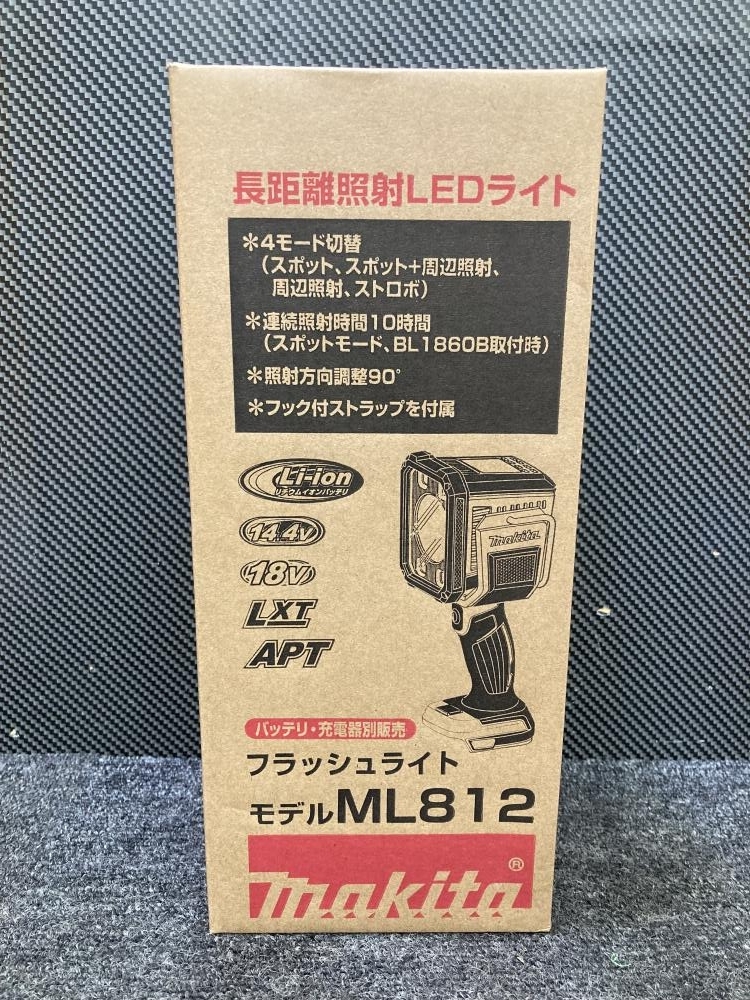 長距離照射LEDライト
＊4モード切替
（スポット、スポット＋周辺照射、
周辺照射、ストロボ）
＊連続照射時間10時間
（スポットモード、BL1860B取付時）
＊照射方向調整90°
＊フック付ストラップを付属
Li-ion
リチウムイオンバッテリ
14.4V
18V
LXT
APT
makita
バッテリ・充電器別販売
フラッシュライト
モデルML812
makita®